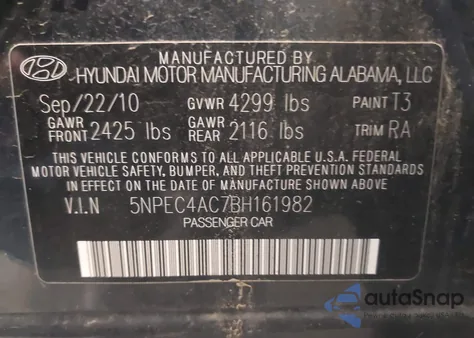 MANUFACTURED BY
HYUNDAI MOTOR MANUFACTURING ALABAMA, LLC
Sep/22/10 GVWR 4299 lbs PAINT T3
GAWR FRONT 2425 lbs GAWR REAR 2116 lbs TRIM RA
THIS VEHICLE CONFORMS TO ALL APPLICABLE U.S.A. FEDERAL
MOTOR VEHICLE SAFETY, BUMPER, AND THEFT PREVENTION STANDARDS
IN EFFECT ON THE DATE OF MANUFACTURE SHOWN ABOVE.
V.I.N 5NPEC4AC7BH161982
PASSENGER CAR
autoSnap